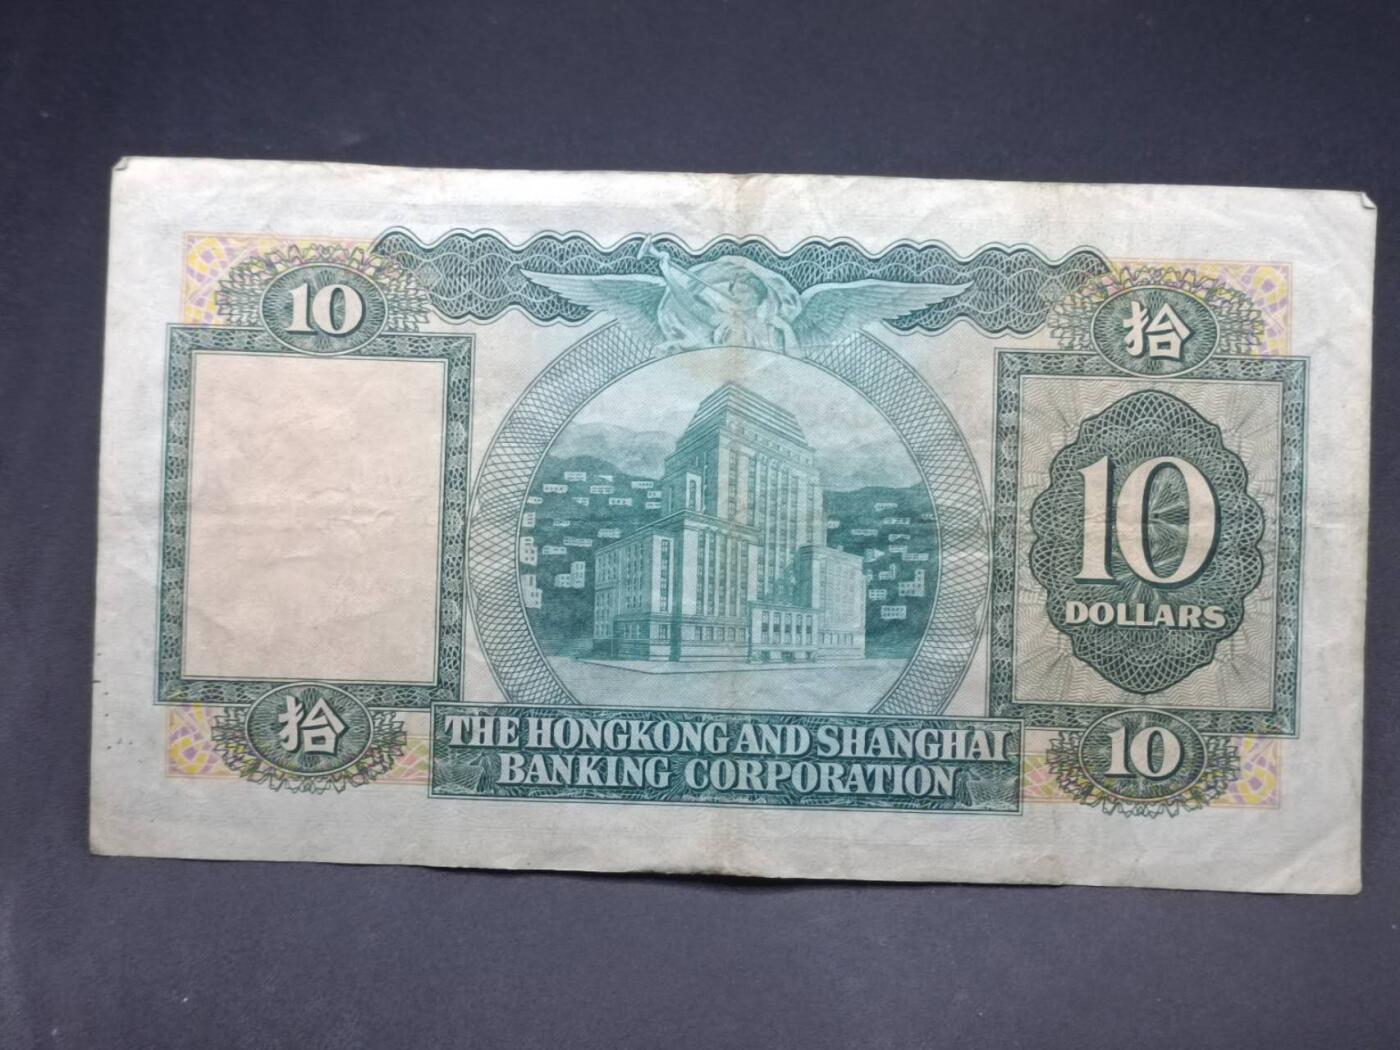 10
拾
10
DOLLARS
拾
THE HONGKONG AND SHANGHAI
BANKING CORPORATION
10